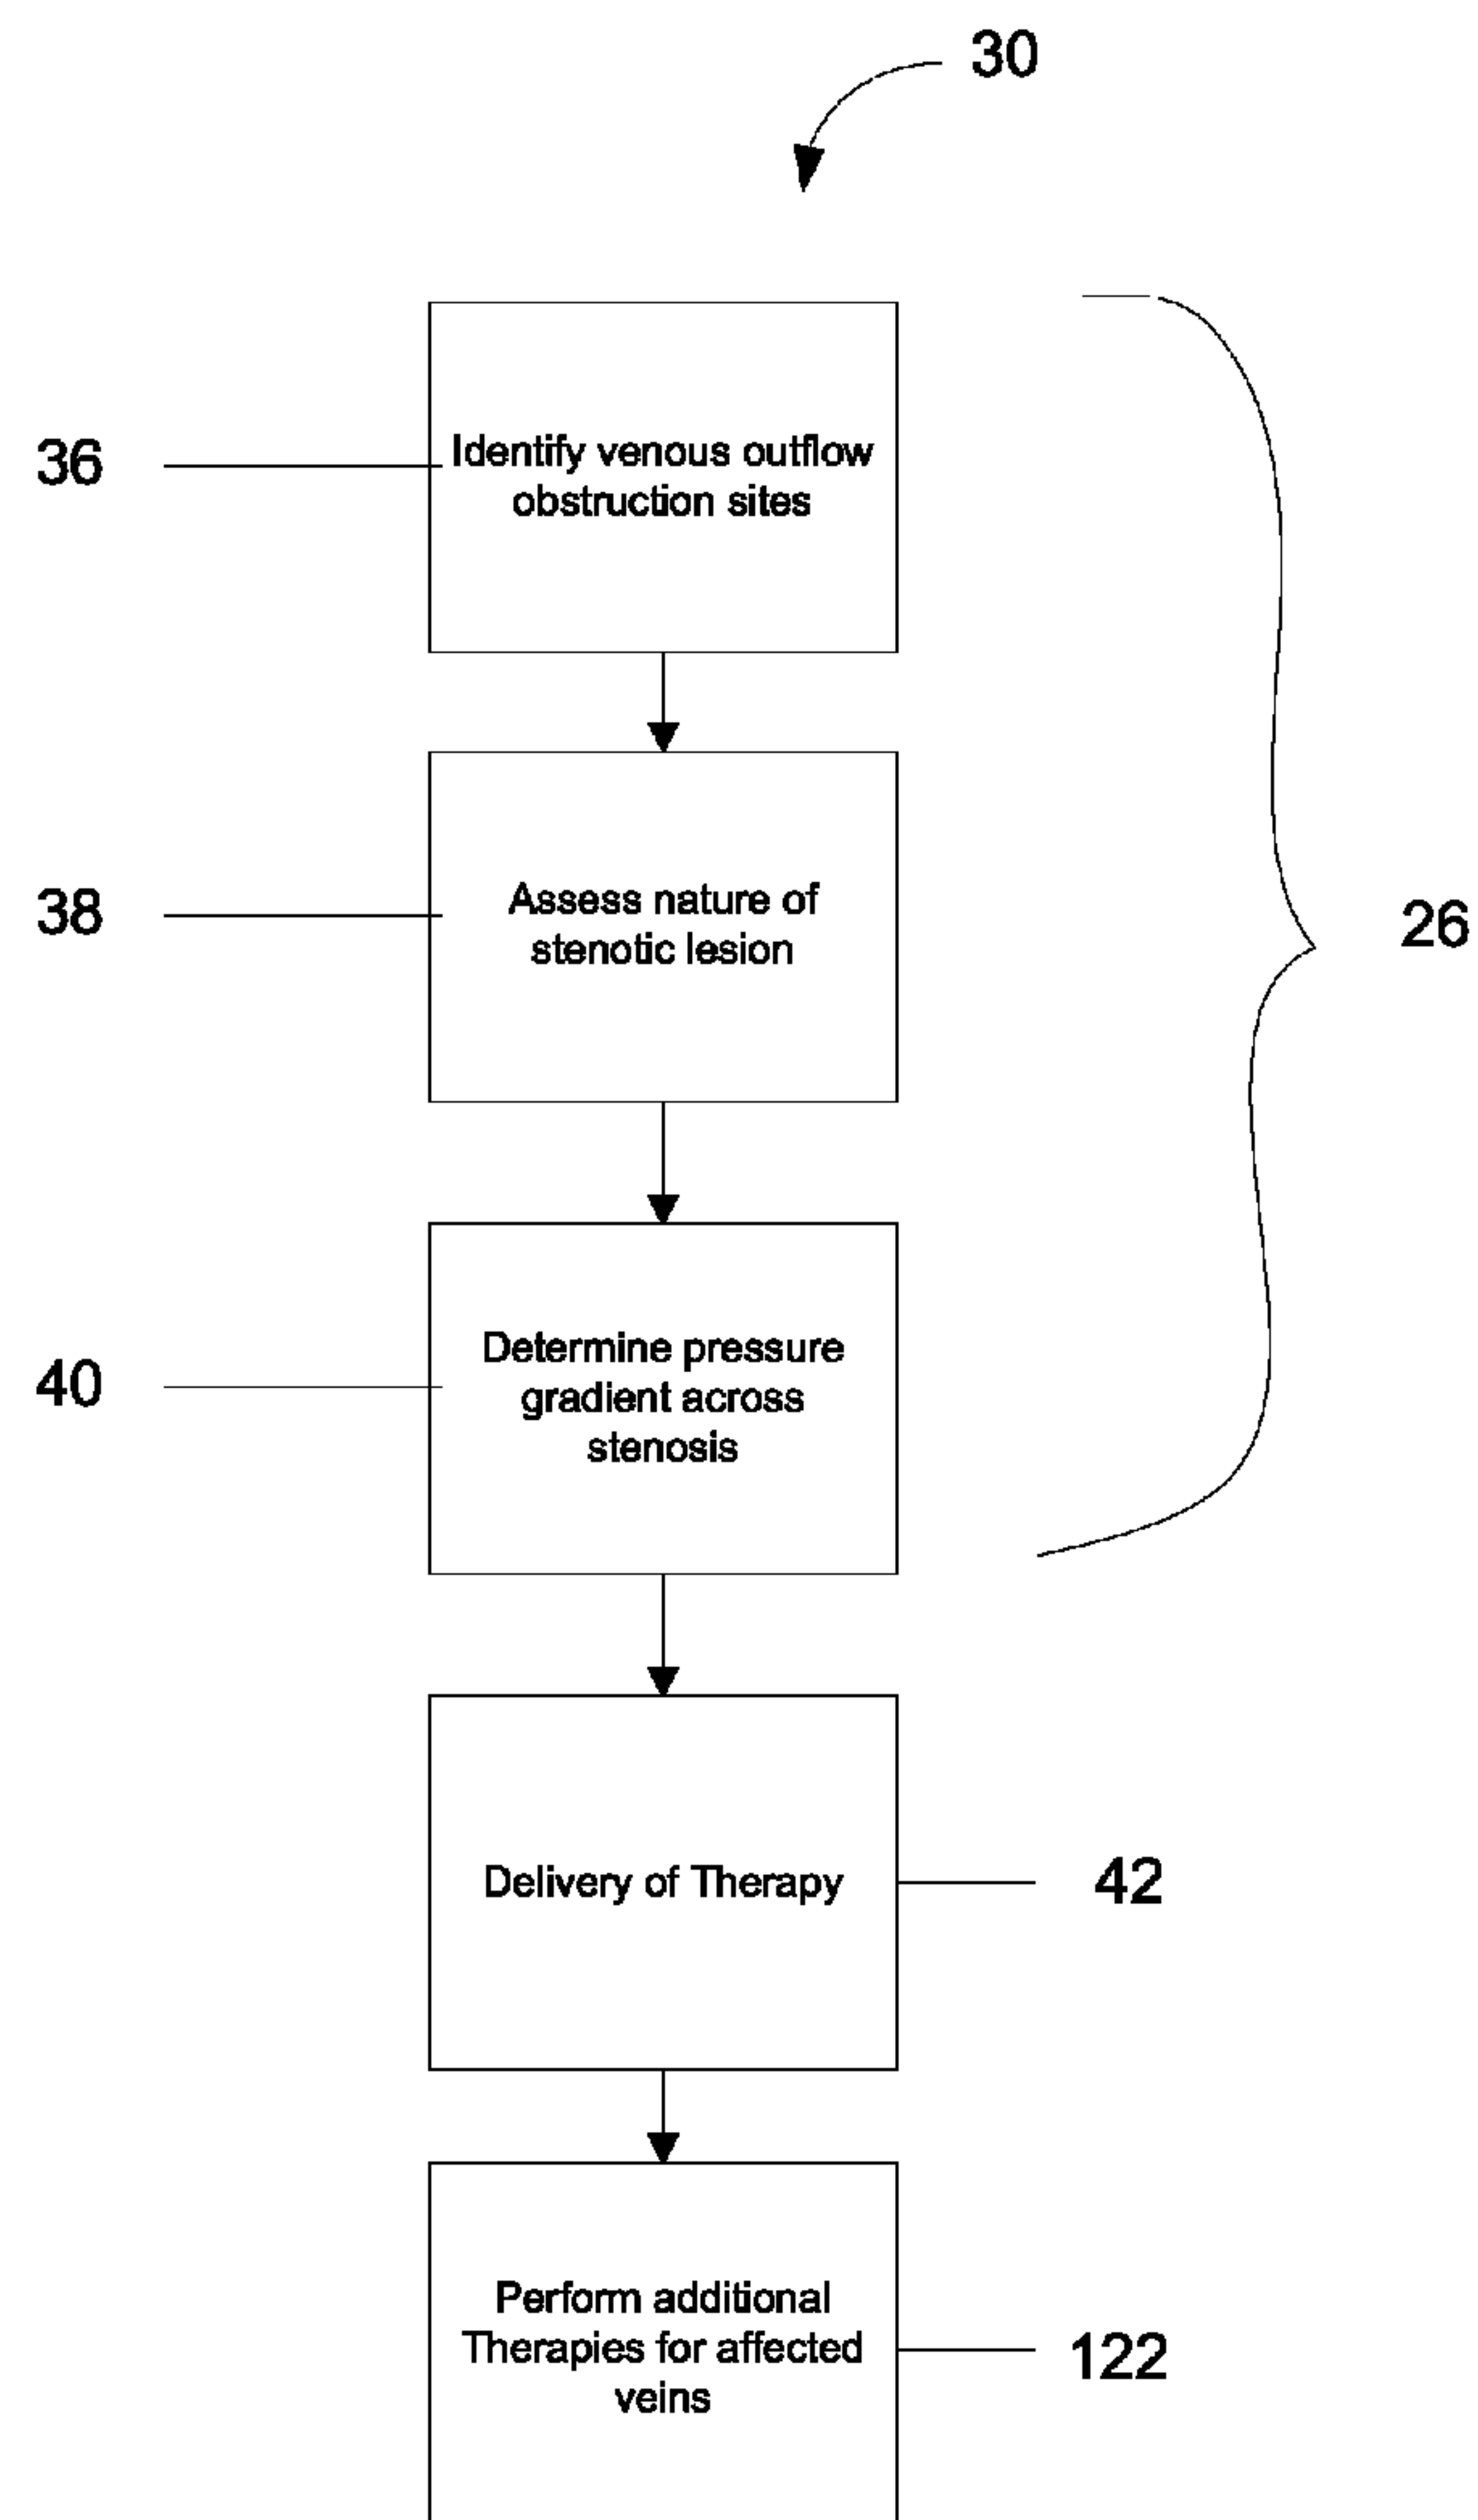 30
36
Identify venous outflow
obstruction sites
38
Assess nature of
stenotic lesion
26
40
Determine pressure
gradient across
stenosis
Delivery of Therapy
42
Perform additional
Therapies for affected
veins
122